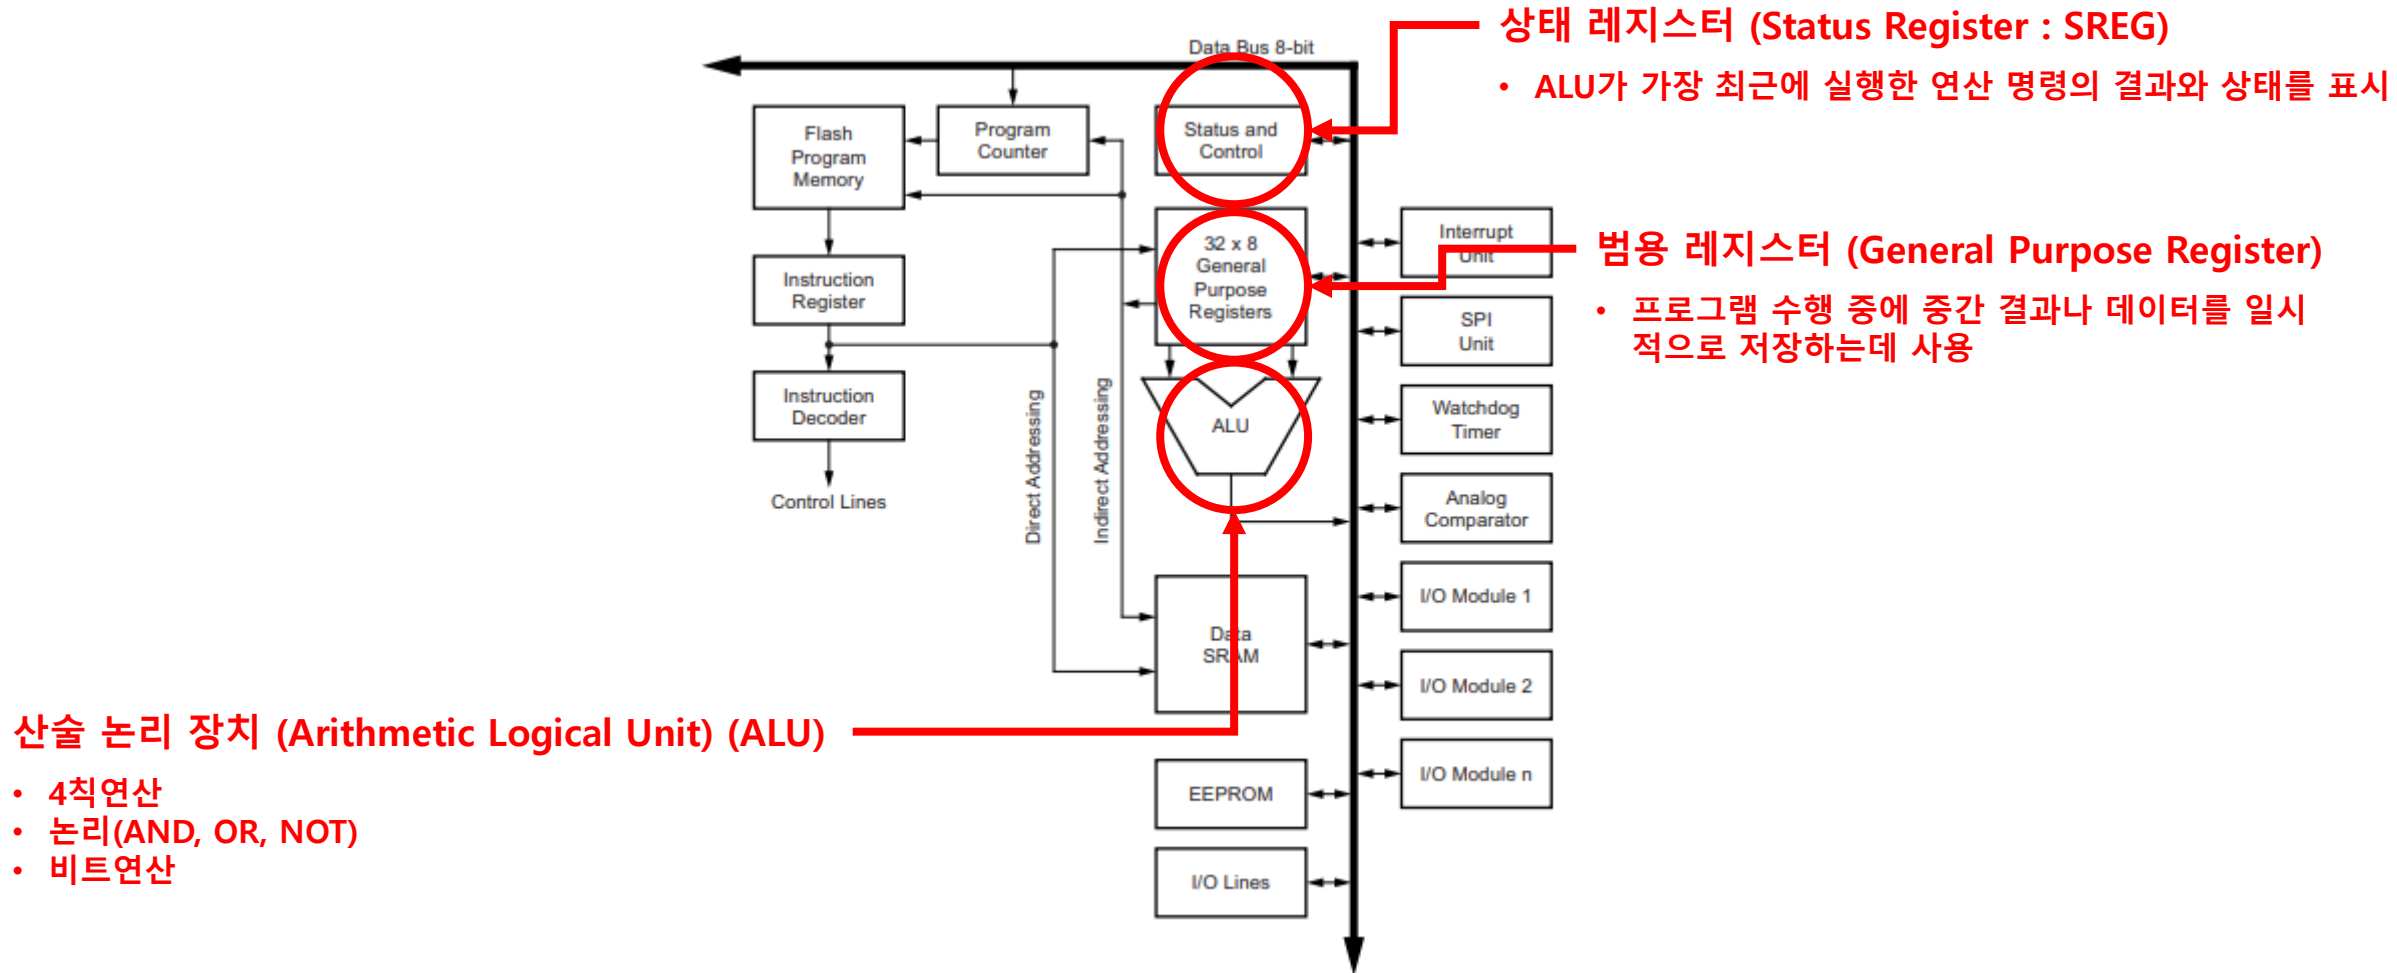 상태 레지스터 (Status Register : SREG)
• ALU가 가장 최근에 실행한 연산 명령의 결과와 상태를 표시
Data Bus 8-bit
Flash
Program
Memory
Program
Counter
Status and
Control
32 x 8
General
Purpose
Registers
Interrupt
Unit
범용 레지스터 (General Purpose Register)
• 프로그램 수행 중에 중간 결과나 데이터를 일시
적으로 저장하는데 사용
Instruction
Register
SPI
Unit
Instruction
Decoder
Direct Addressing
Indirect Addressing
ALU
Watchdog
Timer
Control Lines
Analog
Comparator
I/O Module 1
Data
SRAM
I/O Module 2
산술 논리 장치 (Arithmetic Logical Unit) (ALU)
• 4칙연산
• 논리(AND, OR, NOT)
• 비트연산
I/O Module n
EEPROM
I/O Lines